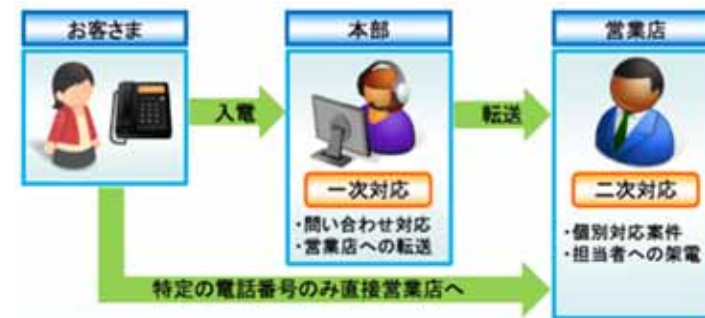 お客さま
本部
営業店
入電
転送
一次対応
・問い合わせ対応
・営業店への転送
二次対応
・個別対応案件
・担当者への架電
特定の電話番号のみ直接営業店へ